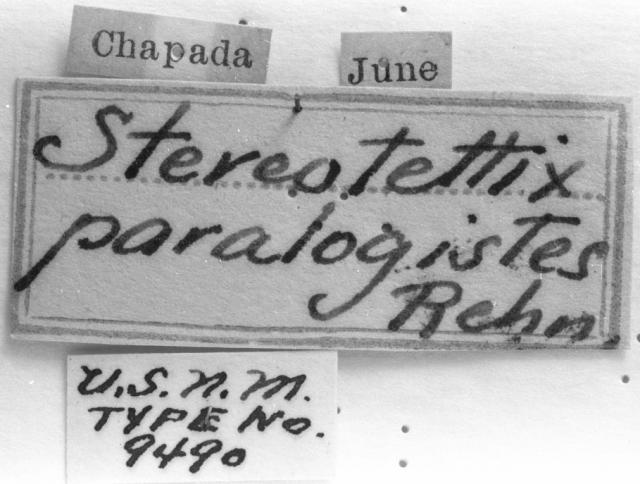 Chapada
June
Stereotettix
paralogistes
Rehn.
U.S.N.M.
TYPE No.
9490